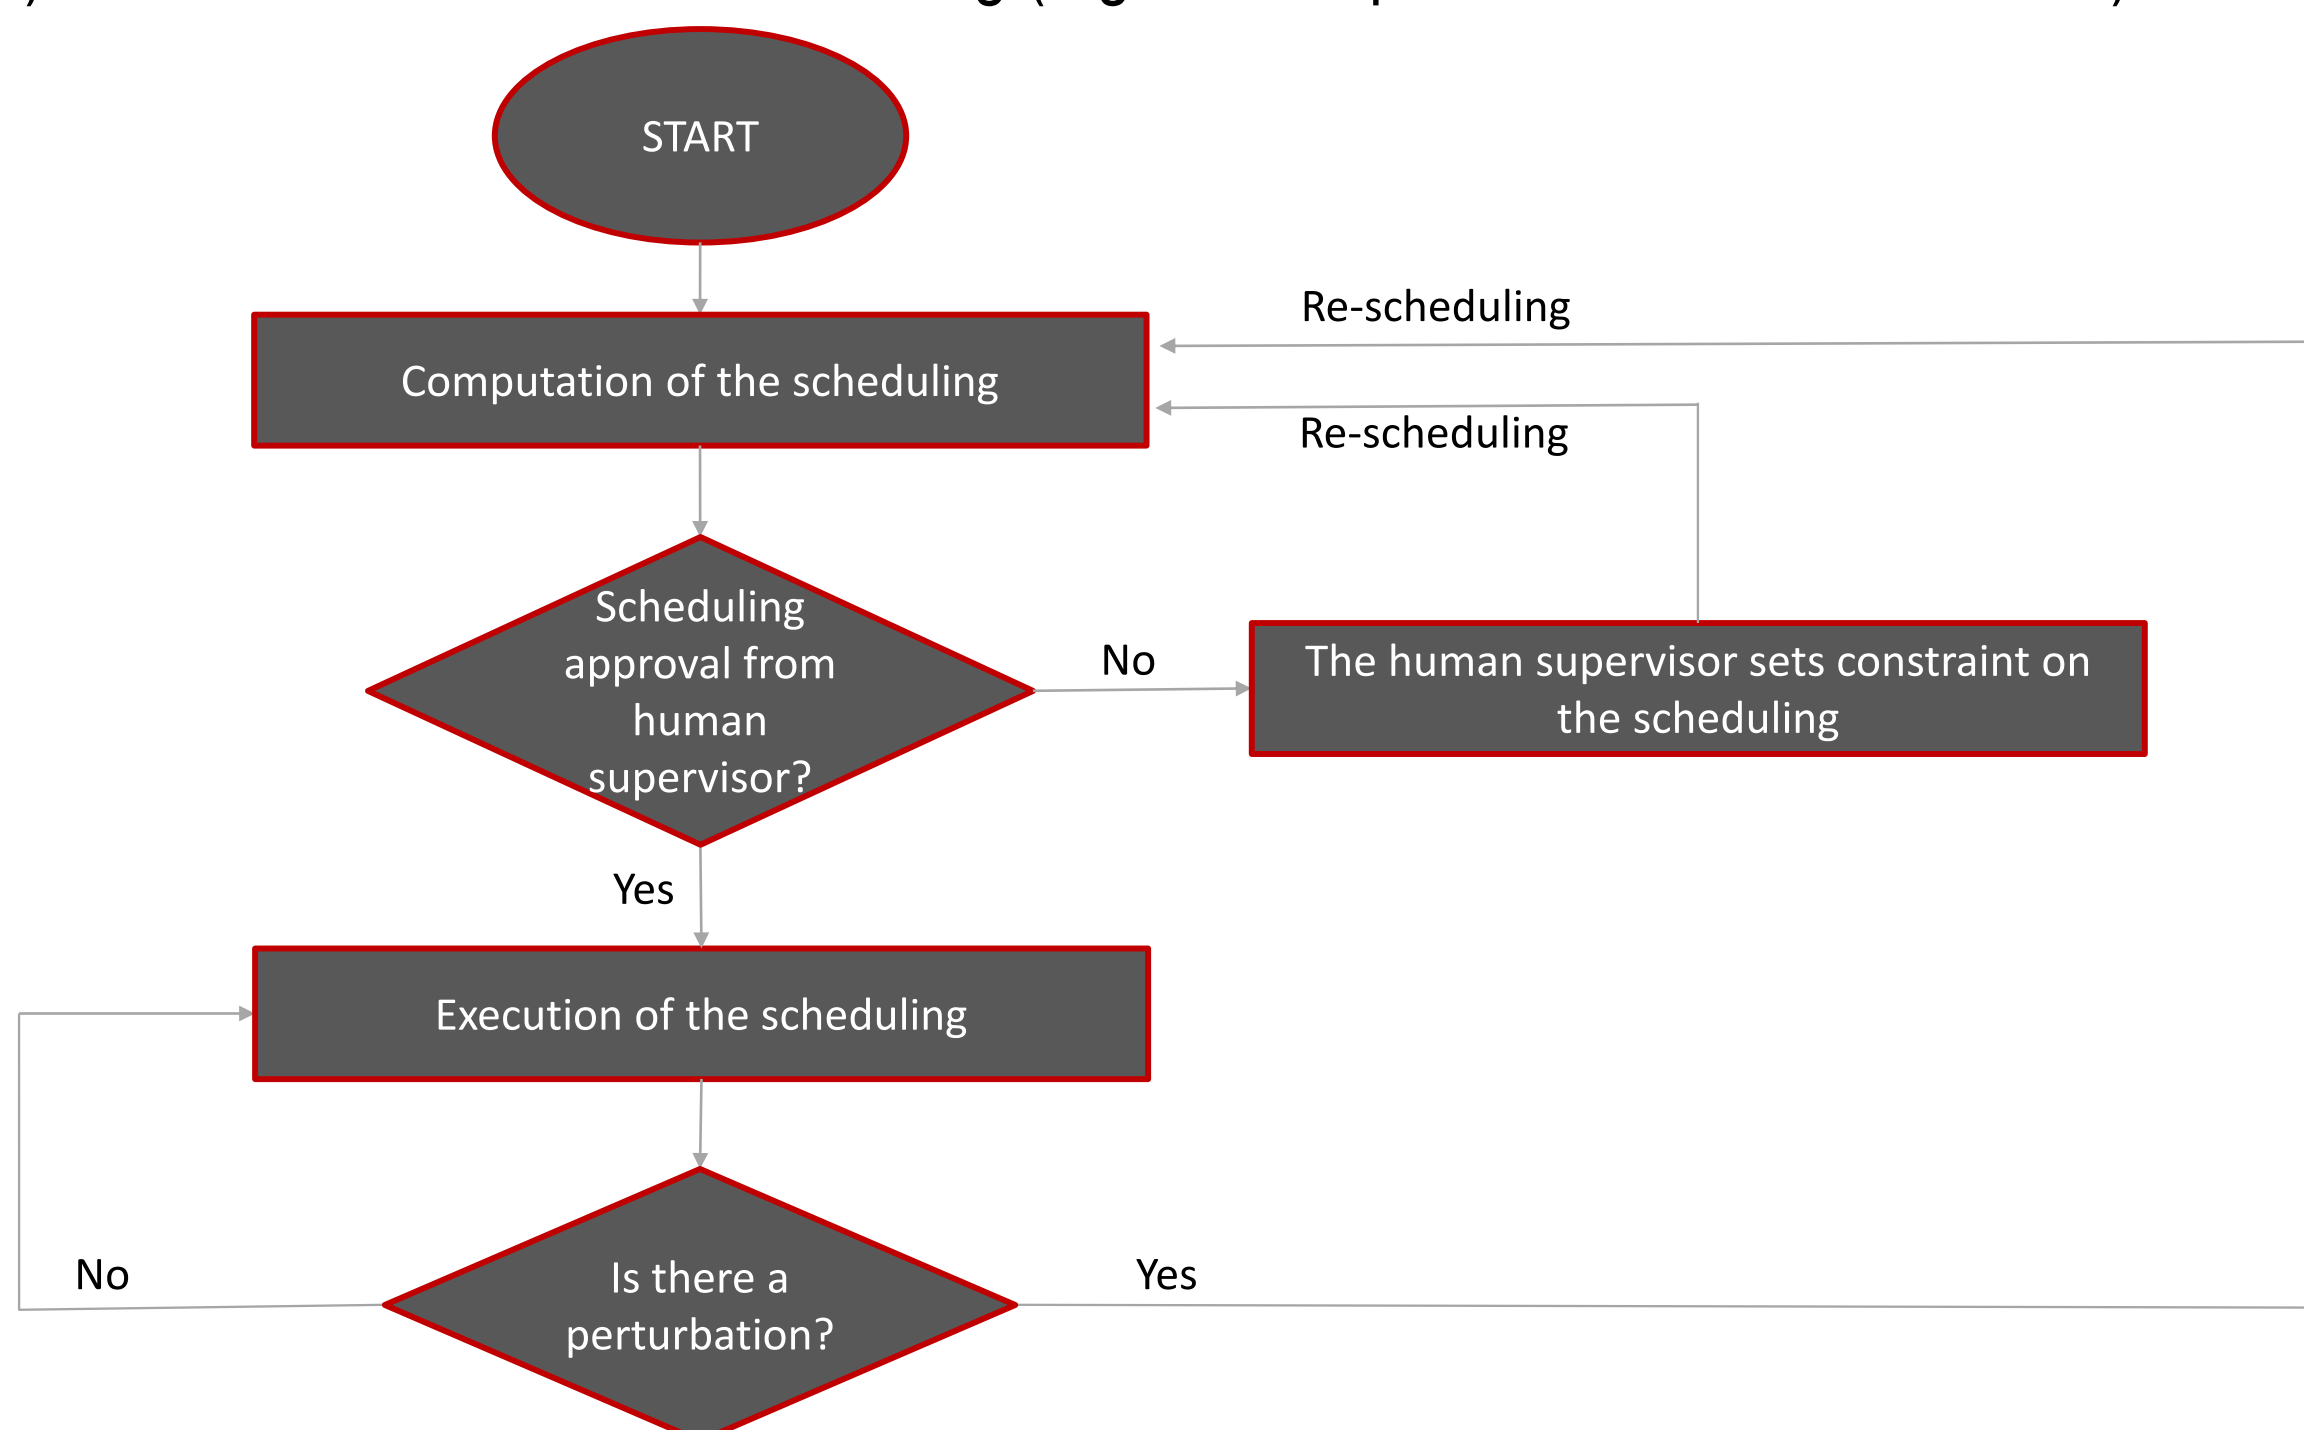 START
Re-scheduling
Computation of the scheduling
Re-scheduling
Scheduling
approval from
human
supervisor?
No
The human supervisor sets constraint on
the scheduling
Yes
Execution of the scheduling
No
Is there a
perturbation?
Yes